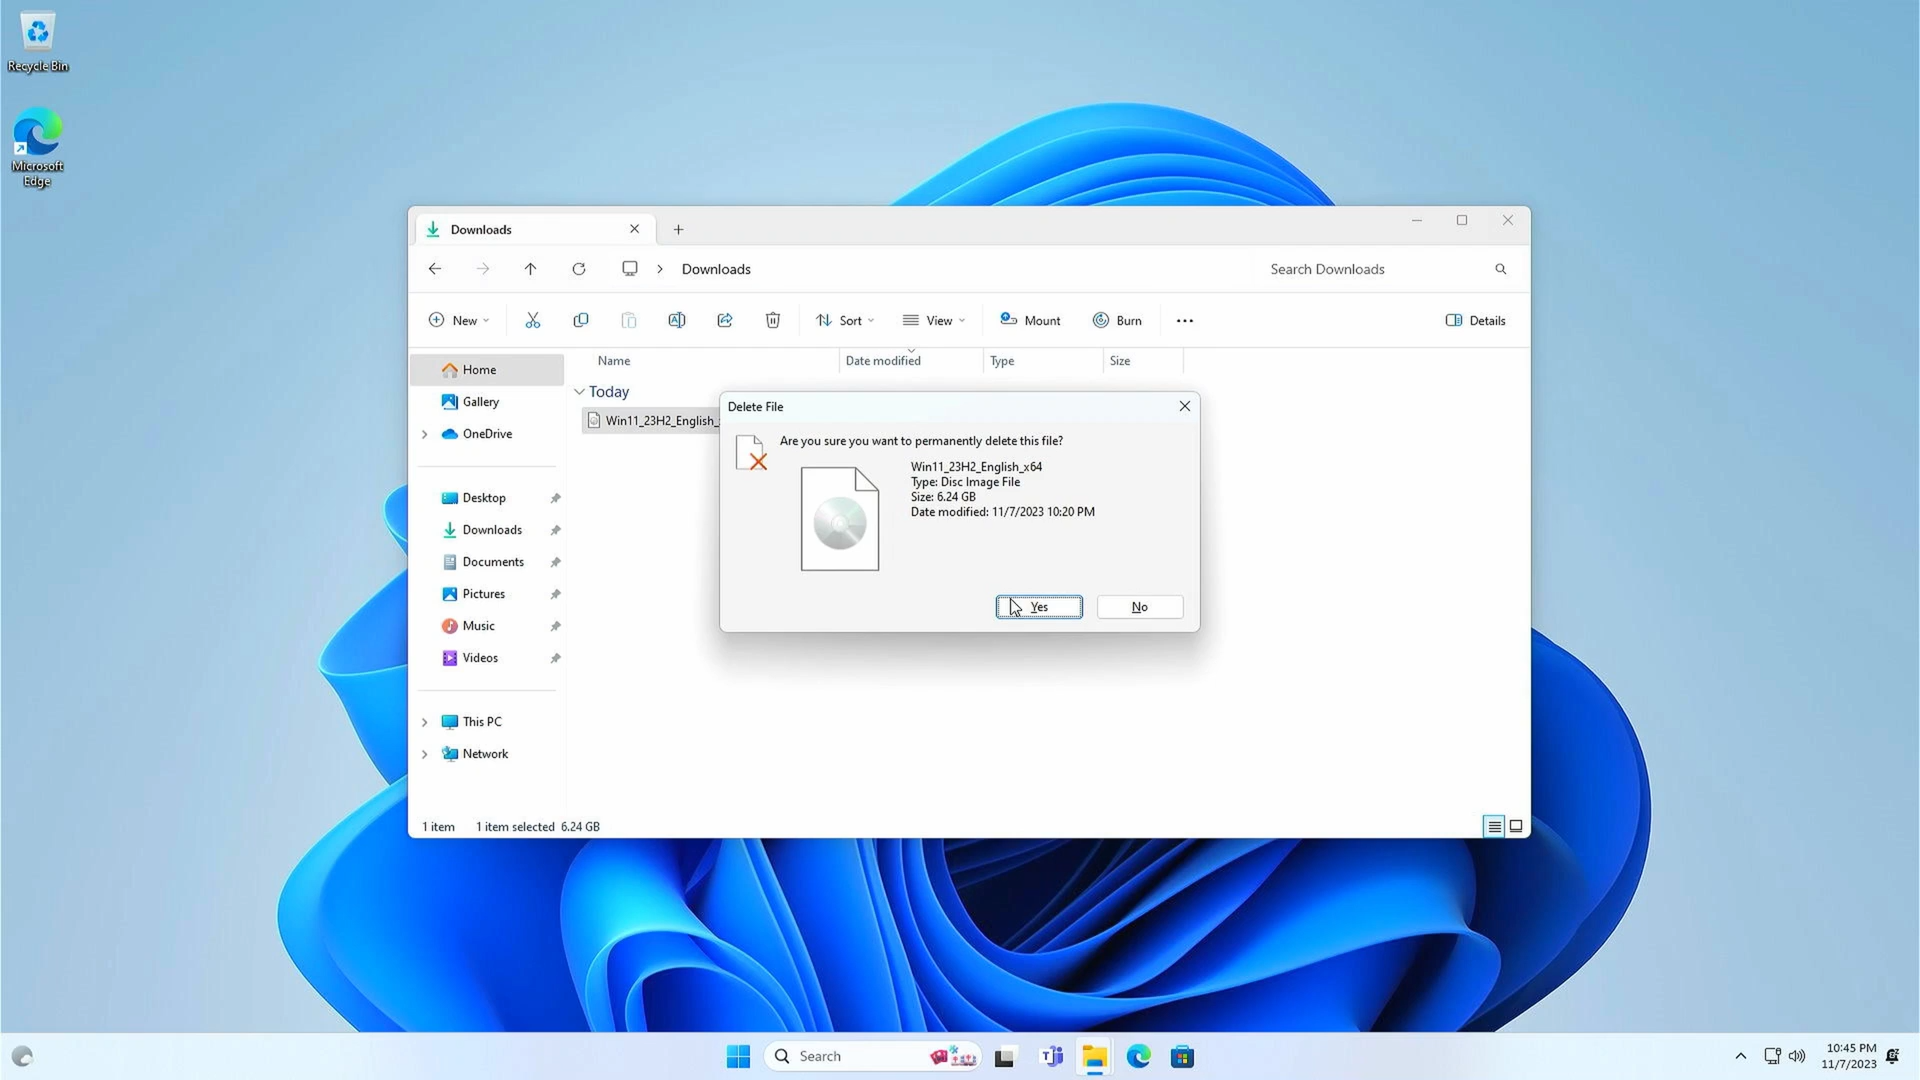 Recycle Bin
Microsoft
Edge
Downloads
Downloads
Search Downloads
New
Sort
View
Mount
Burn
Details
Name
Date modified
Type
Size
Home
Gallery
OneDrive
Desktop
Downloads
Documents
Pictures
Music
Videos
This PC
Network
Today
Win11_23H2_English_
Delete File
Are you sure you want to permanently delete this file?
Win11_23H2_English_x64
Type: Disc Image File
Size: 6.24 GB
Date modified: 11/7/2023 10:20 PM
Yes
No
1 item
1 item selected 6.24 GB
Search
10:45 PM
11/7/2023